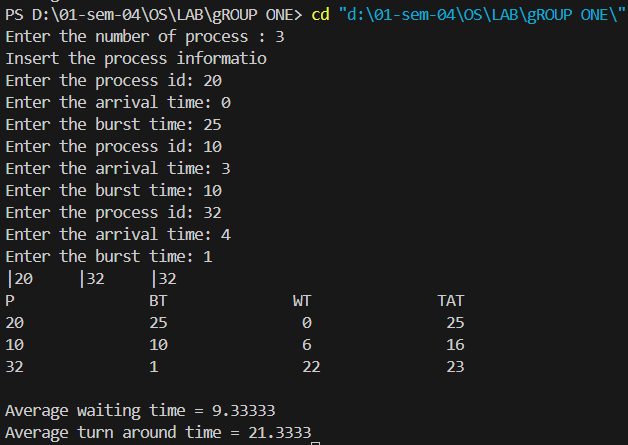 PS D:\01-sem-04\OS\LAB\gROUP ONE> cd "d:\01-sem-04\OS\LAB\gROUP ONE\"
Enter the number of process : 3
Insert the process informatio
Enter the process id: 20
Enter the arrival time: 0
Enter the burst time: 25
Enter the process id: 10
Enter the arrival time: 3
Enter the burst time: 10
Enter the process id: 32
Enter the arrival time: 4
Enter the burst time: 1
|20 |32 |32
P BT WT TAT
20 25 0 25
10 10 6 16
32 1 22 23
Average waiting time = 9.33333
Average turn around time = 21.3333